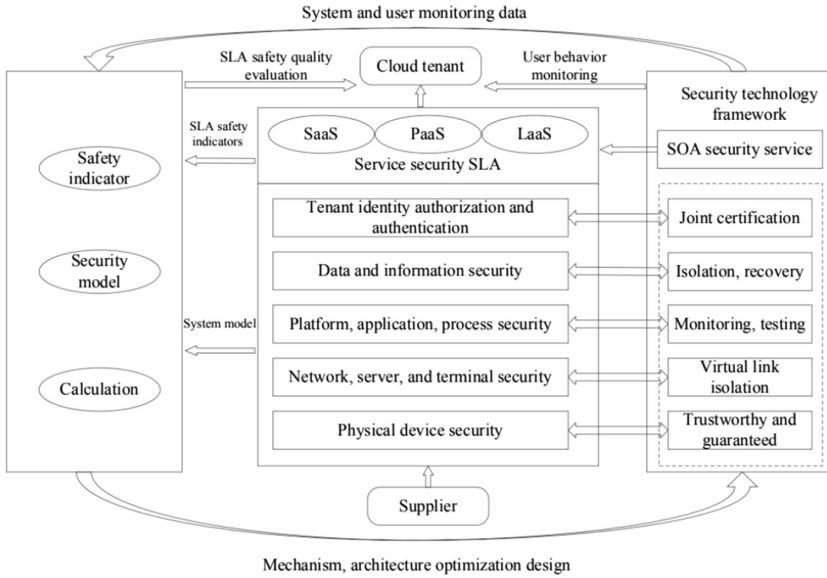 System and user monitoring data
SLA safety quality
evaluation
Cloud tenant
User behavior
monitoring
Security technology
framework
SLA safety
indicators
SaaS
PaaS
LaaS
Service security SLA
SOA security service
Safety
indicator
Tenant identity authorization and
authentication
Joint certification
Security
model
Data and information security
Isolation, recovery
System model
Platform, application, process security
Monitoring, testing
Calculation
Network, server, and terminal security
Virtual link
isolation
Physical device security
Trustworthy and
guaranteed
Supplier
Mechanism, architecture optimization design